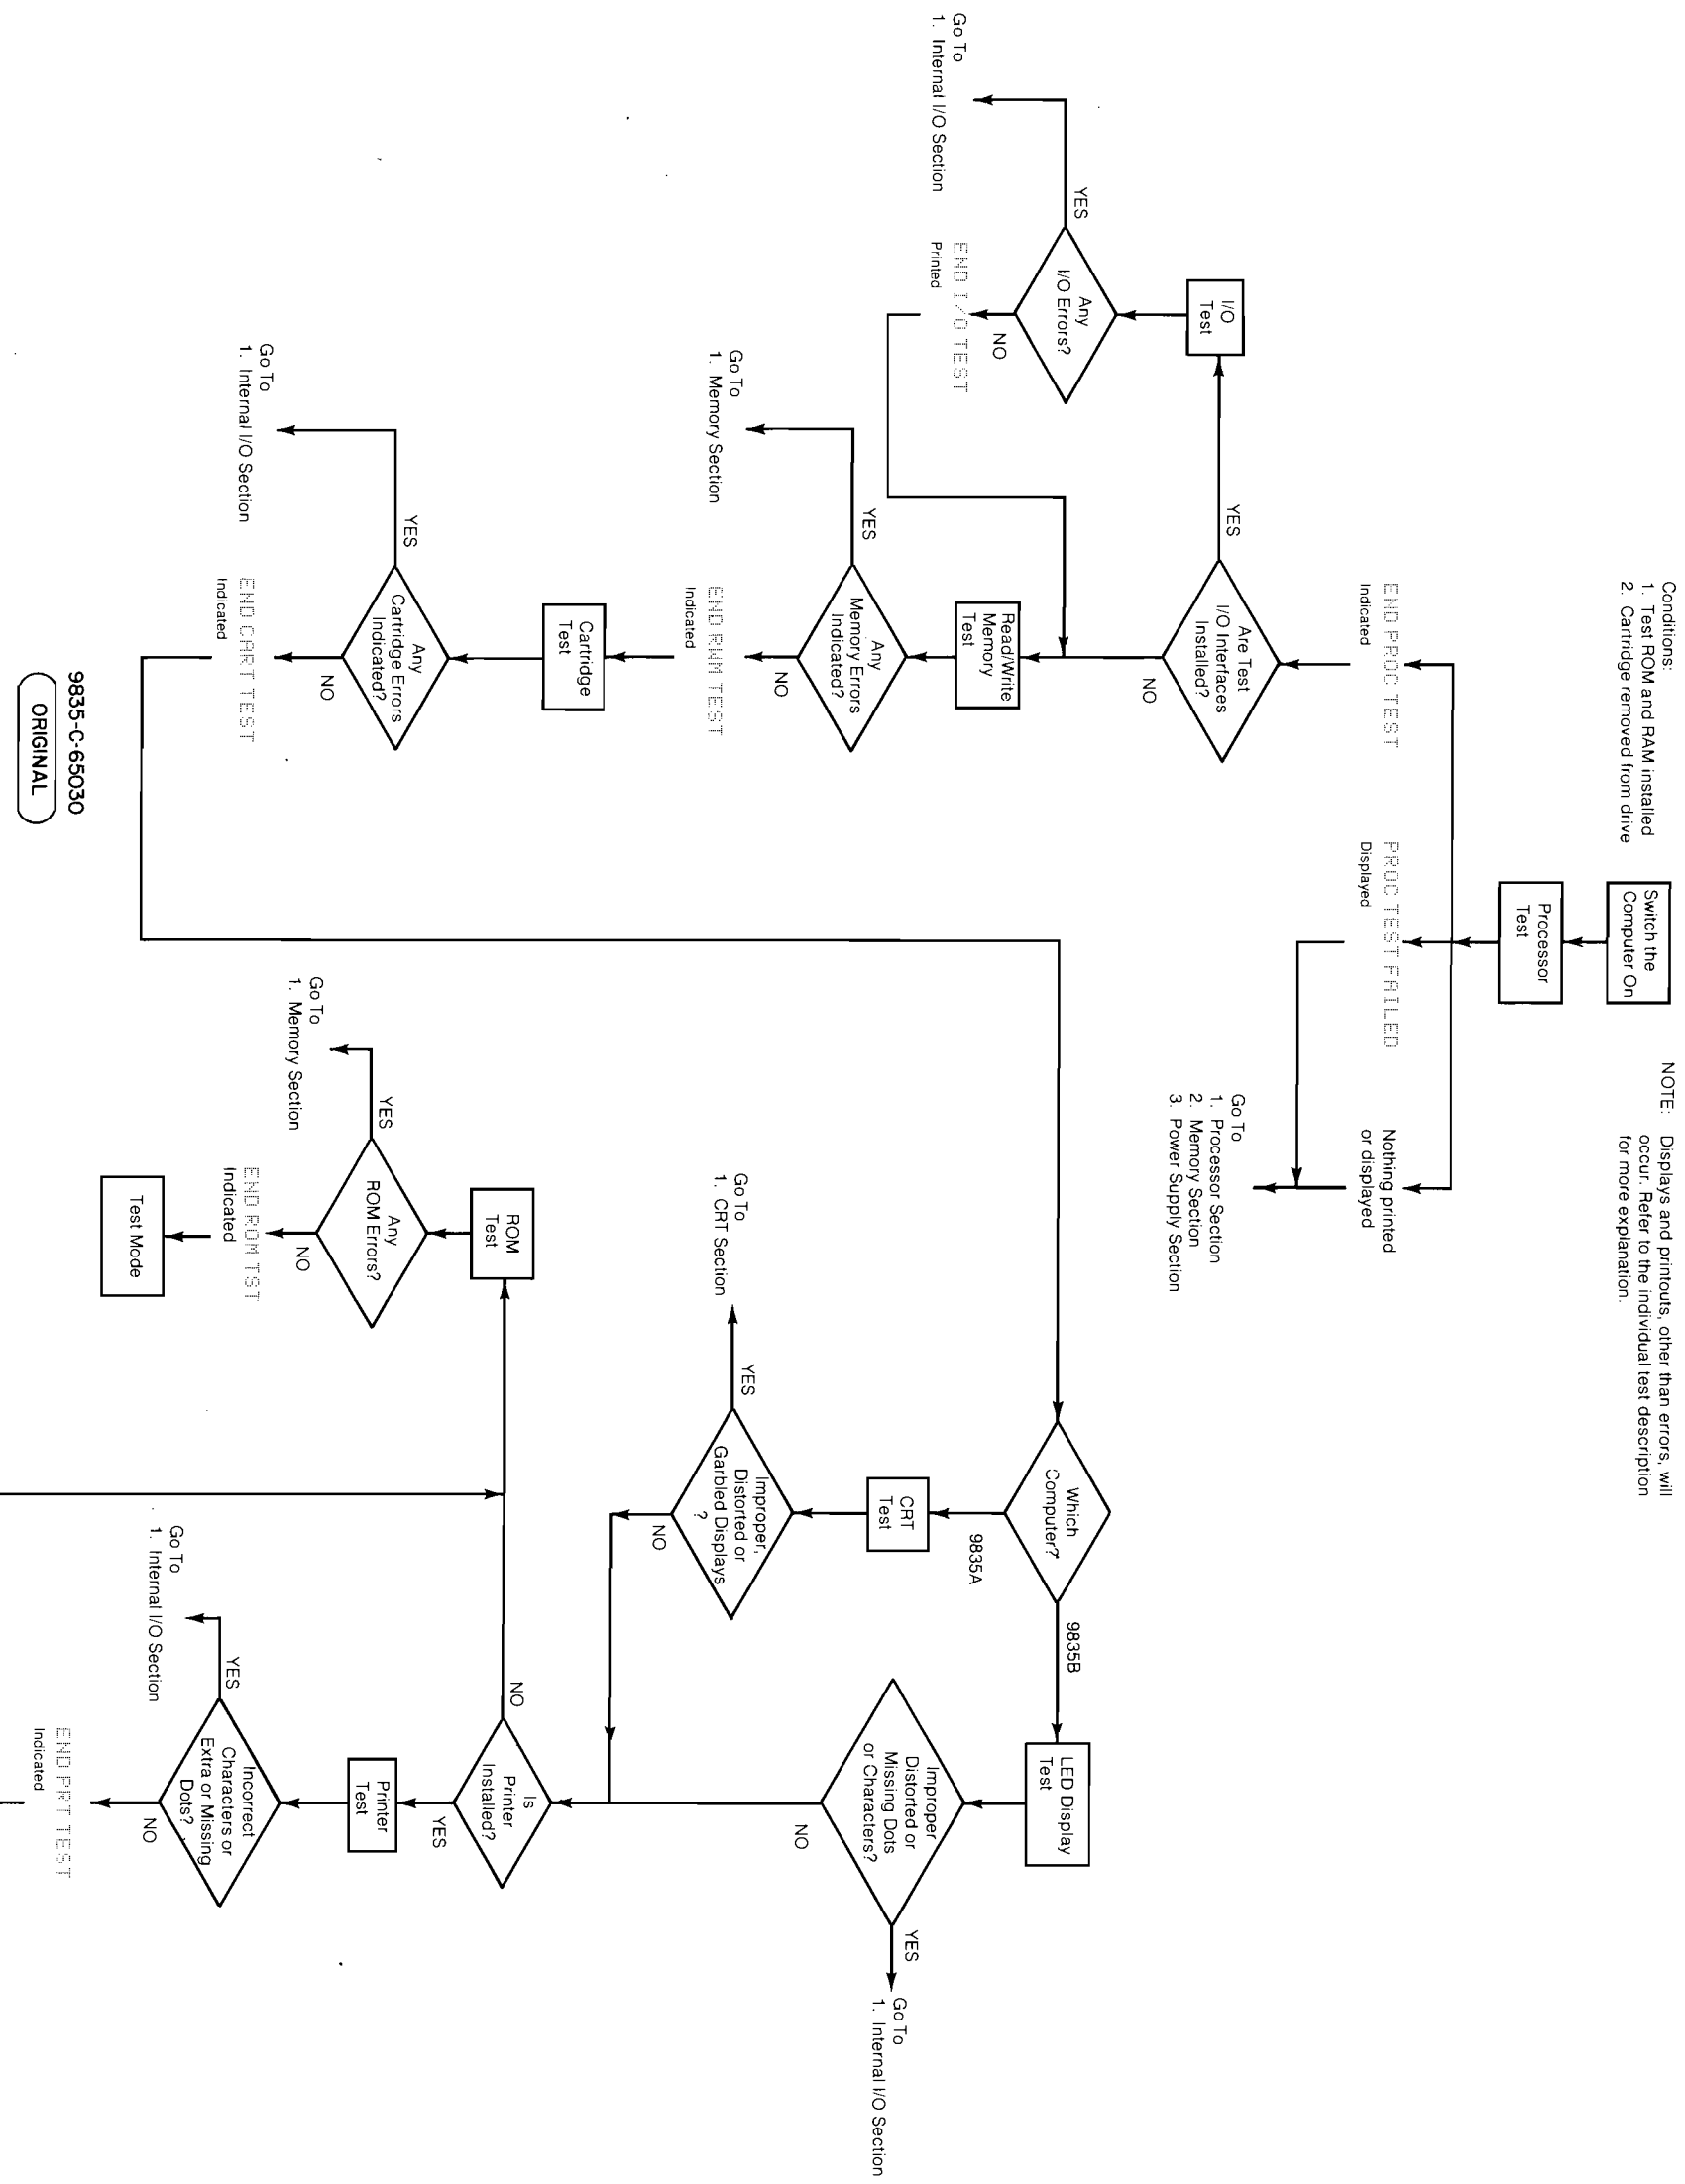 Conditions:
1. Test ROM and RAM installed
2. Cartridge removed from drive
Switch the
Computer On
NOTE: Displays and printouts, other than errors, will
occur. Refer to the individual test description
for more explanation.
Processor
Test
END PROC TEST
Indicated
PROC TEST FAILED
Displayed
Nothing printed
or displayed
Go To
1. Processor Section
2. Memory Section
3. Power Supply Section
Are Test
I/O Interfaces
Installed?
YES
NO
I/O
Test
Any
I/O Errors?
YES
NO
Go To
1. Internal I/O Section
END I/O TEST
Printed
Read/Write
Memory
Test
Any
Memory Errors
Indicated?
YES
NO
Go To
1. Memory Section
END RWM TEST
Indicated
Cartridge
Test
Any
Cartridge Errors
Indicated?
YES
NO
Go To
1. Internal I/O Section
END CART TEST
Indicated
Which
Computer?
9835A
9835B
CRT
Test
Improper,
Distorted or
Garbled Displays
?
YES
NO
Go To
1. CRT Section
LED Display
Test
Improper
Distorted or
Missing Dots
or Characters?
YES
NO
Go To
1. Internal I/O Section
Is
Printer
Installed?
NO
YES
Printer
Test
Incorrect
Characters or
Extra or Missing
Dots?
YES
NO
Go To
1. Internal I/O Section
END PRT TEST
Indicated
ROM
Test
Any
ROM Errors?
YES
NO
Go To
1. Memory Section
END ROM TST
Indicated
Test Mode
9835-C-65030
ORIGINAL